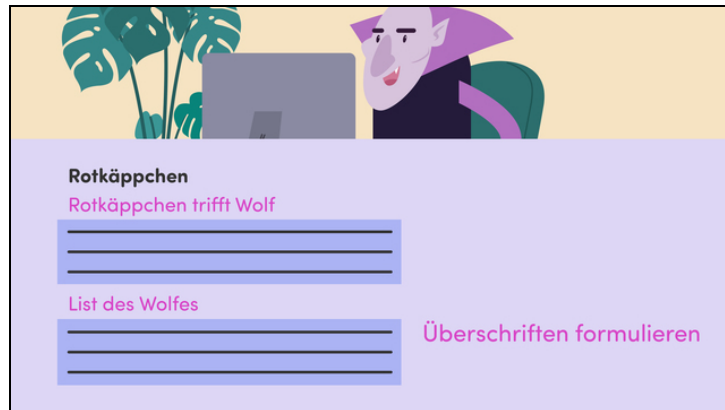 Rotkäppchen
Rotkäppchen trifft Wolf
List des Wolfes
Überschriften formulieren